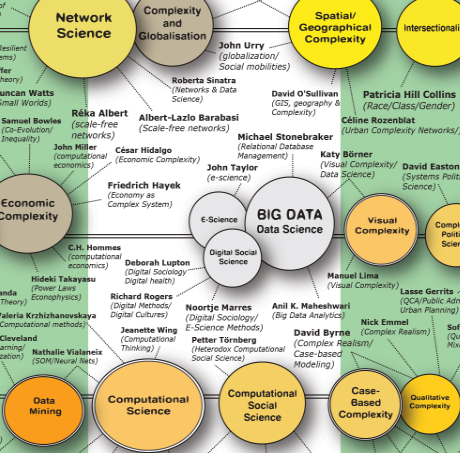 Network
Science
Complexity
and
Globalisation
Spatial/
Geographical
Complexity
Intersectionali
of
Resilient
John Urry
(globalization/
Social mobilities)
Roberta Sinatra
(Networks & Data
Science)
David O'Sullivan
(GIS, geography &
Complexity)
Patricia Hill Collins
(Race/Class/Gender)
uncan Watts
Small Worlds)
Samuel Bowles
(Co-Evolution/
Inequality)
Réka Albert
(scale-free
networks)
Albert-Lazlo Barabasi
(Scale-free networks)
Céline Rozenblat
(Urban Complexity Networks/
Michael Stonebraker
(Relational Database
Management)
John Miller
(computational
economics)
César Hidalgo
(Economic Complexity)
Katy Börner
(Visual Complexity/
Data Science)
John Taylor
(e-science)
David Easton
(Systems Politi
Science)
Friedrich Hayek
(Economy as
Complex System)
Economic
Complexity
E-Science
BIG DATA
Data Science
Visual
Complexity
Comple
Politi
Scien
Digital Social
Science
C.H. Hommes
(computational
economics)
Deborah Lupton
(Digital Sociology
Digital health)
Hideki Takayasu
(Power Laws
Econophysics)
Manuel Lima
(Visual Complexity)
Richard Rogers
(Digital Methods/
Digital Cultures)
Noortje Marres
(Digital Sociology/
E-Science Methods)
Anil K. Maheshwari
(Big Data Analytics)
Lasse Gerrits
(QCA/Public Adm
Urban Planning)
anda
Theory)
Valeria Krzhizhanovskaya
Computational methods)
Jeanette Wing
(Computational
Thinking)
Petter Törnberg
(Heterodox Computational
Social Science)
David Byrne
(Complex Realism/
Case-based
Modeling)
Nick Emmel
(Complex Realism)
Cleveland
Nathalie Vialaneix
(SOM/Neural Nets)
Data
Mining
Computational
Science
Computational
Social
Science
Case-
Based
Complexity
Qualitative
Complexity